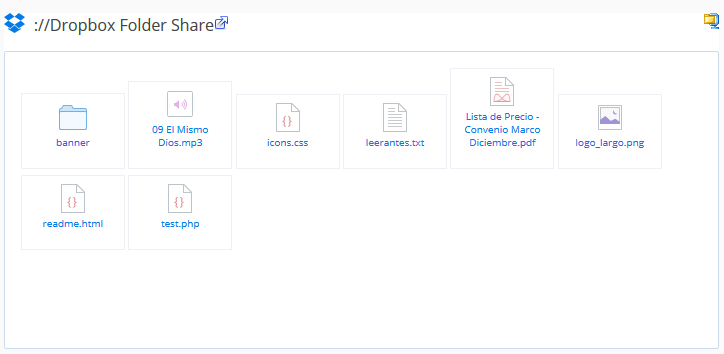 ://Dropbox Folder Share
banner
09 El Mismo
Dios.mp3
icons.css
leerantes.txt
Lista de Precio -
Convenio Marco
Diciembre.pdf
logo_largo.png
readme.html
test.php